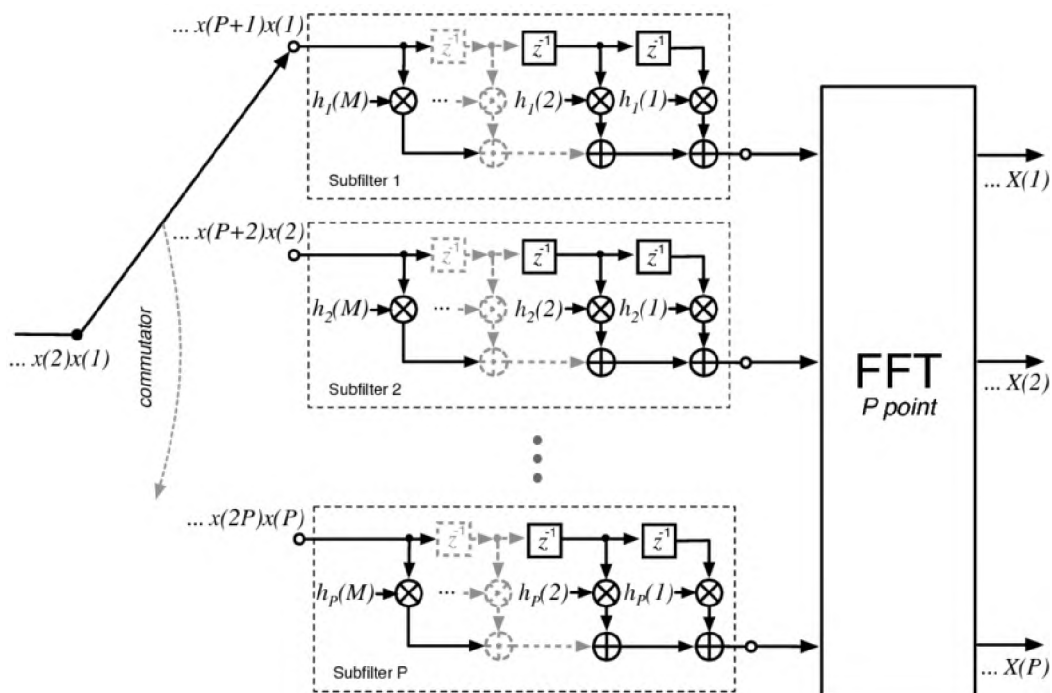 ... x(P+1)x(1)
z⁻¹ z⁻¹ z⁻¹
h₁(M) ... h₁(2) h₁(1)
Subfilter 1
... X(1)
... x(P+2)x(2)
z⁻¹ z⁻¹ z⁻¹
h₂(M) ... h₂(2) h₂(1)
Subfilter 2
... x(2)x(1)
commutator
FFT
P point
... X(2)
... x(2P)x(P)
z⁻¹ z⁻¹ z⁻¹
hₚ(M) ... hₚ(2) hₚ(1)
Subfilter P
... X(P)